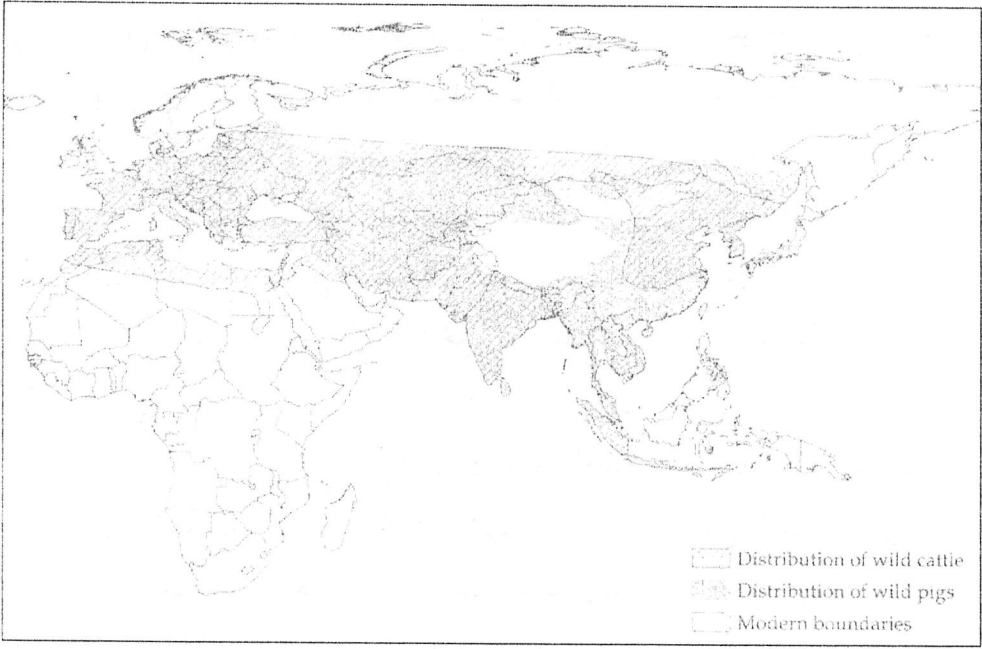 Distribution of wild cattle
Distribution of wild pigs
Modern boundaries